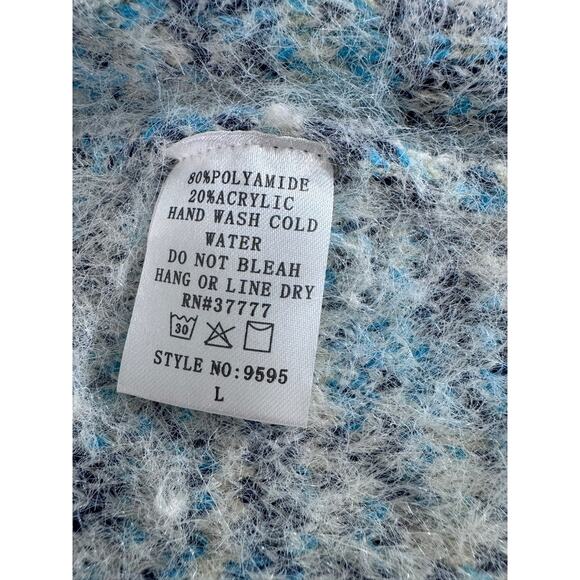 80%POLYAMIDE
20%ACRYLIC
HAND WASH COLD
WATER
DO NOT BLEAH
HANG OR LINE DRY
RN#37777
30
STYLE NO:9595
L